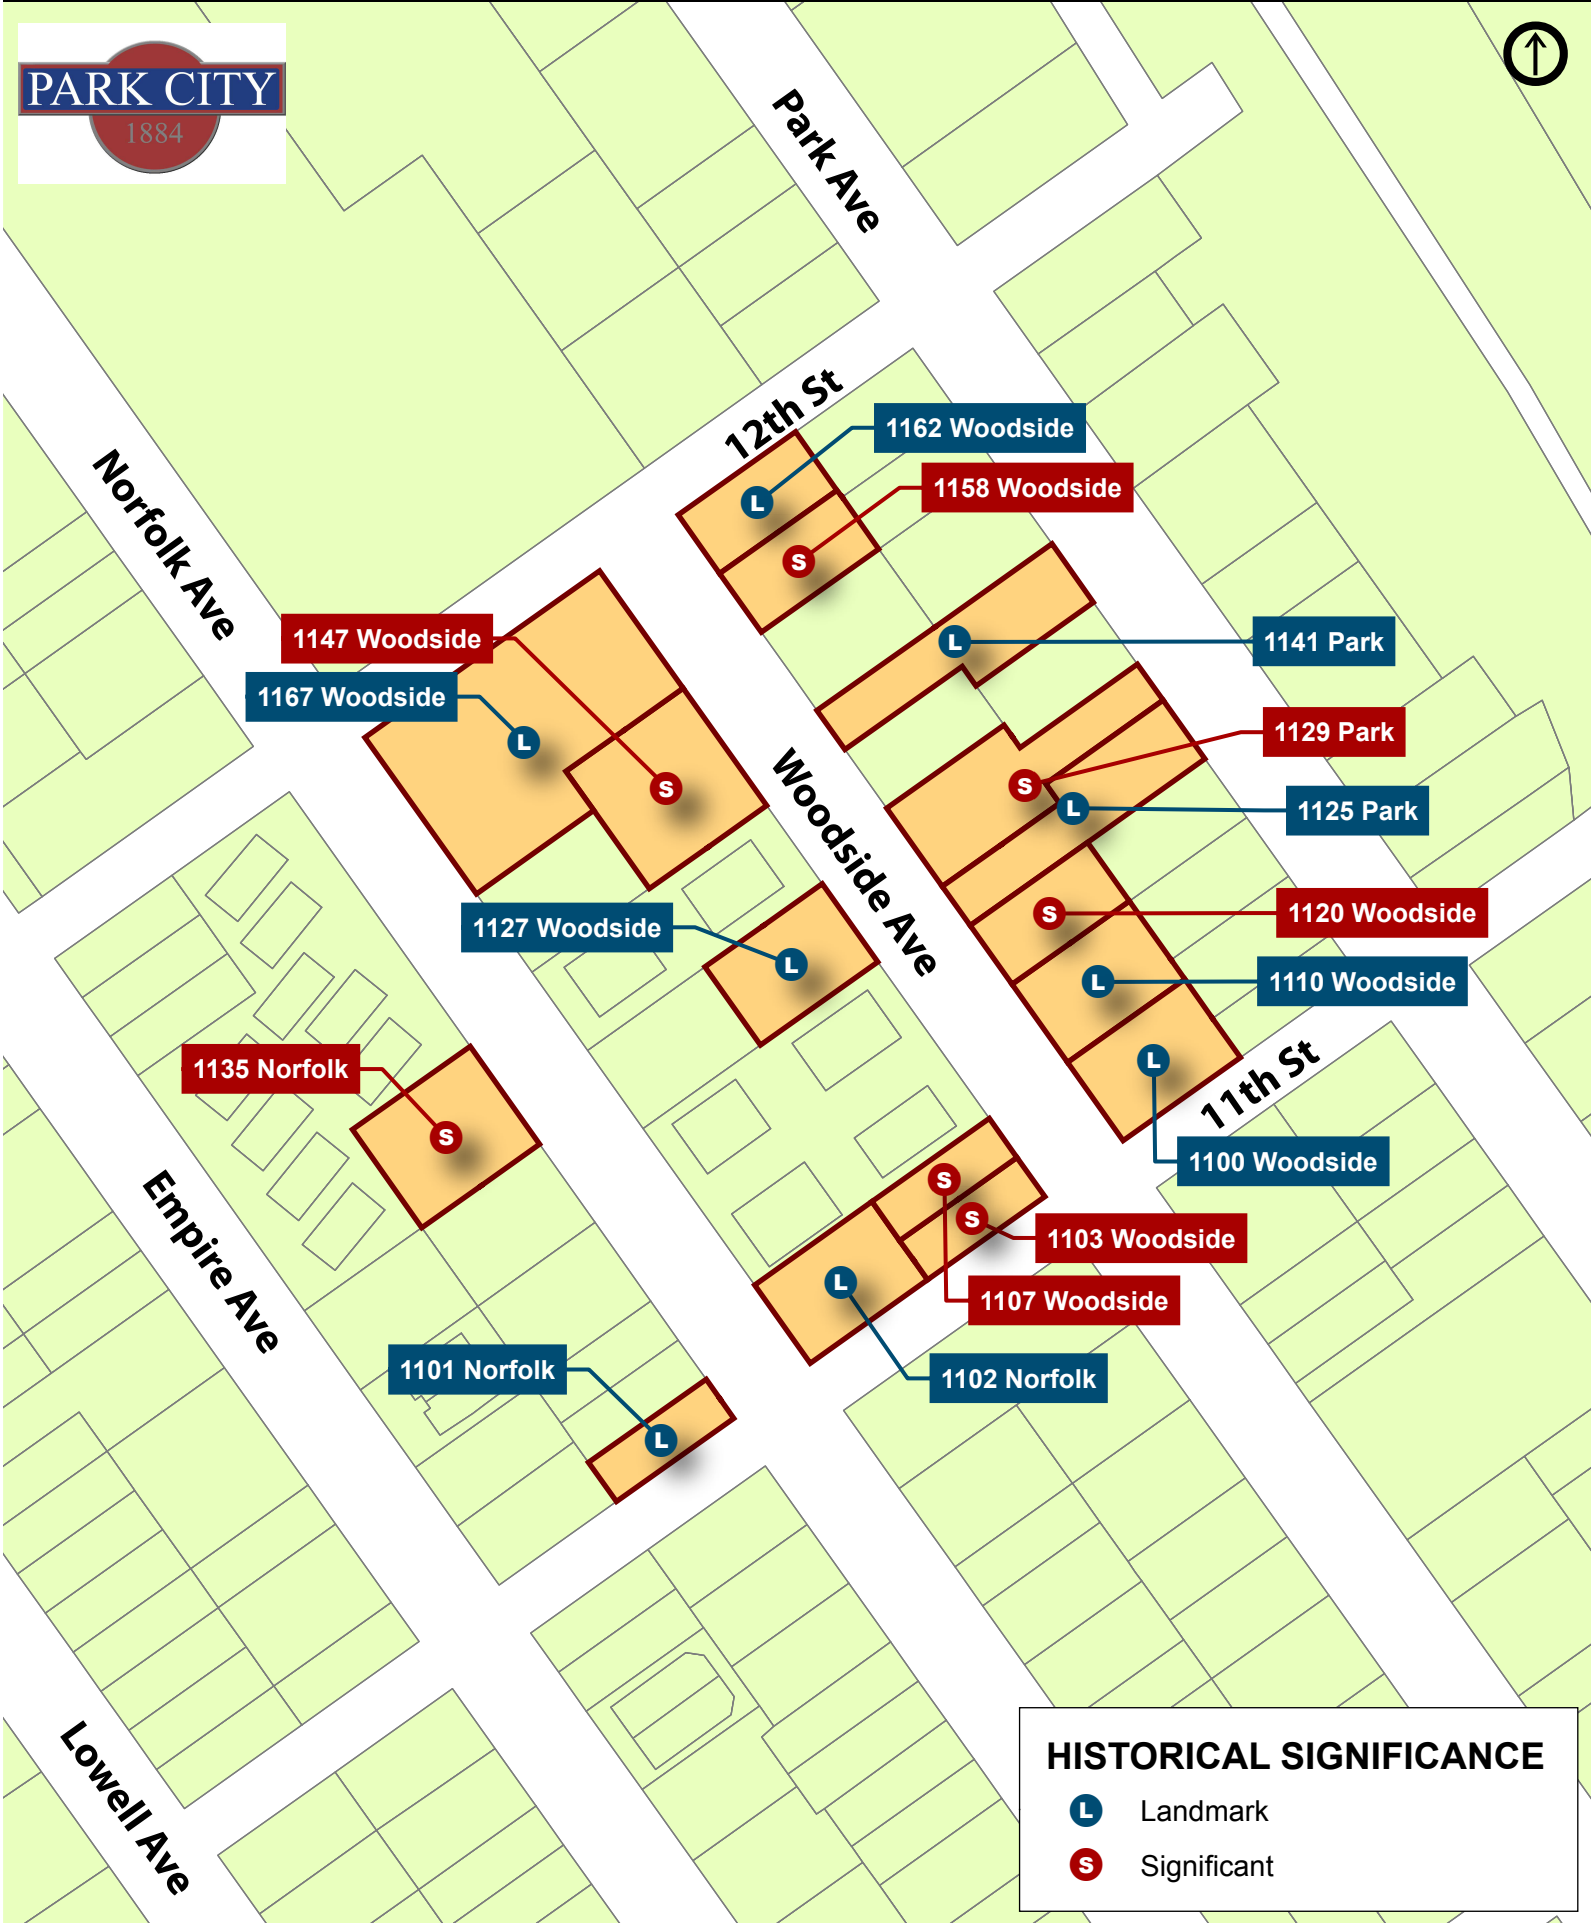 PARK CITY
1884
Park Ave
12th St
1162 Woodside
L
1158 Woodside
S
Norfolk Ave
1147 Woodside
1141 Park
L
1167 Woodside
L
1129 Park
S
S
1125 Park
L
Woodside Ave
1127 Woodside
L
1120 Woodside
S
1110 Woodside
L
1135 Norfolk
S
L
11th St
1100 Woodside
Empire Ave
S
S
1103 Woodside
1107 Woodside
L
1101 Norfolk
L
1102 Norfolk
Lowell Ave
HISTORICAL SIGNIFICANCE
L Landmark
S Significant